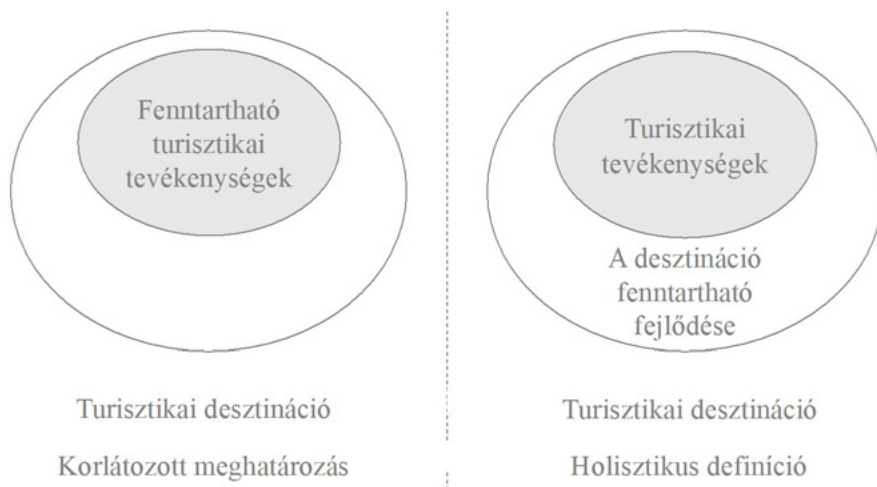 Fenntartható
turisztikai
tevékenységek
Turisztikai desztináció
Korlátozott meghatározás
Turisztikai
tevékenységek
A desztináció
fenntartható
fejlődése
Turisztikai desztináció
Holisztikus definíció